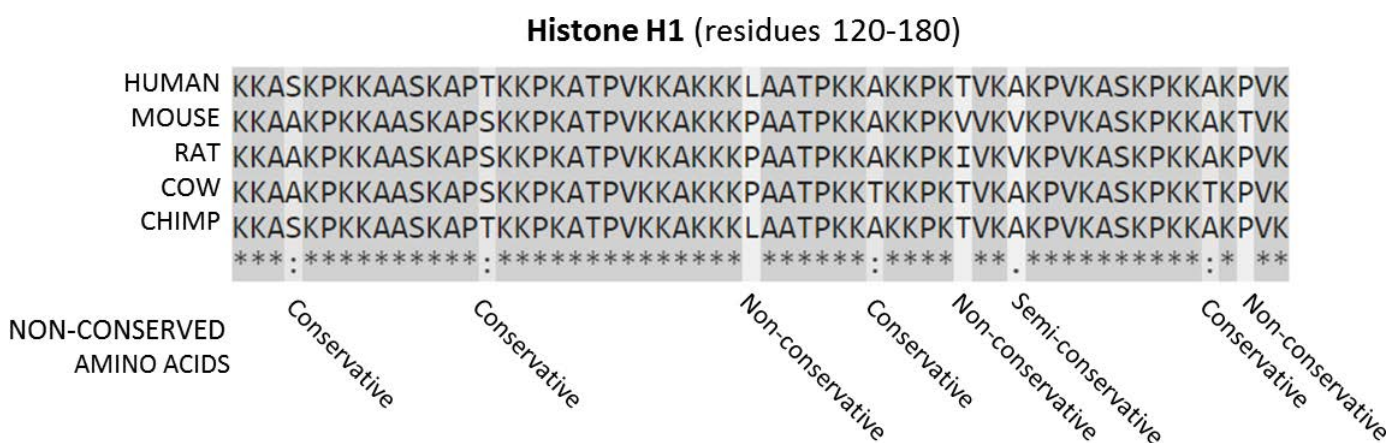 Histone H1 (residues 120-180)
HUMAN KKASKPKKAASKAPTKKPKATPVKKAKKKLAATPKKAKKPKTVKAKPVKASKPKKAKPVK
MOUSE KKAAKPKKAASKAPSKKPKATPVKKAKKKPAATPKKAKKPKVVKVKPVKASKPKKAKTVK
RAT KKAAKPKKAASKAPSKKPKATPVKKAKKKPAATPKKAKKPKIVKVKPVKASKPKKAKPVK
COW KKAAKPKKAASKAPSKKPKATPVKKAKKKPAATPKKTKKPKTVKAKPVKASKPKKTKPVK
CHIMP KKASKPKKAASKAPTKKPKATPVKKAKKKLAATPKKAKKPKTVKAKPVKASKPKKAKPVK
***:**********:************** ******:**** **.**********:* **
NON-CONSERVED
AMINO ACIDS
Conservative
Conservative
Non-conservative
Conservative
Non-conservative
Semi-conservative
Conservative
Non-conservative